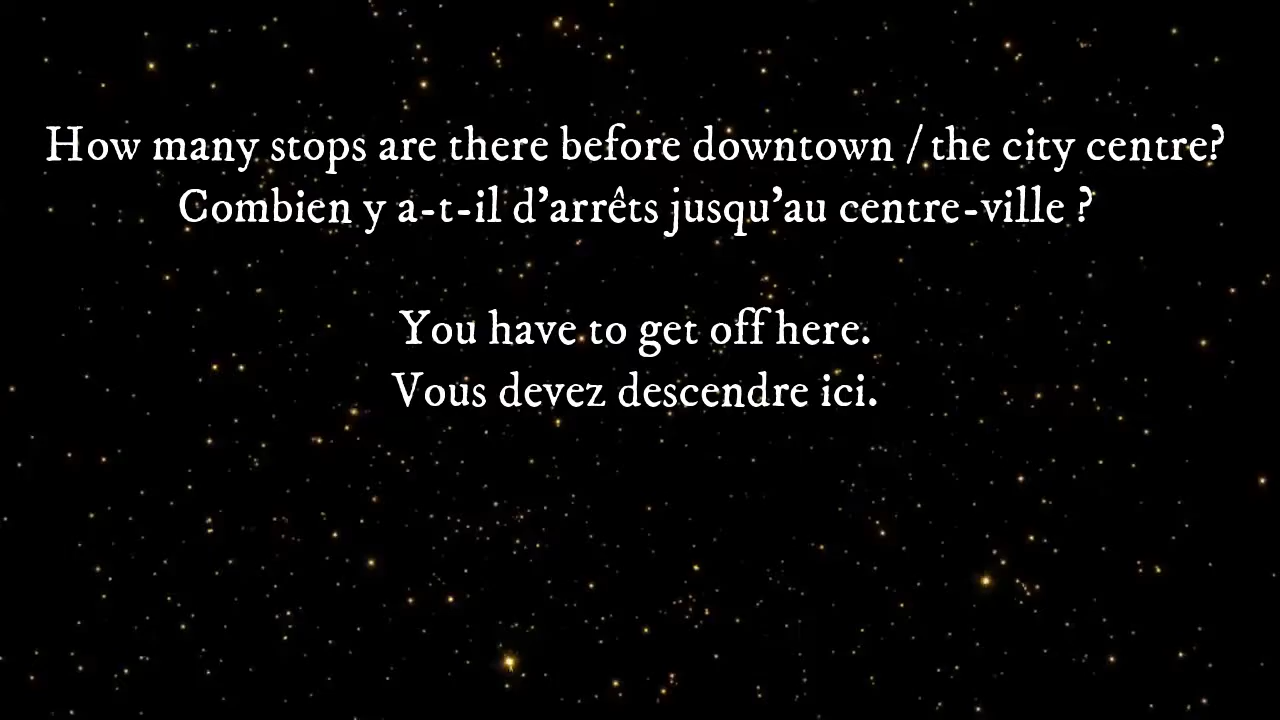 How many stops are there before downtown / the city centre?
Combien y a-t-il d’arrêts jusqu’au centre-ville ?
You have to get off here.
Vous devez descendre ici.